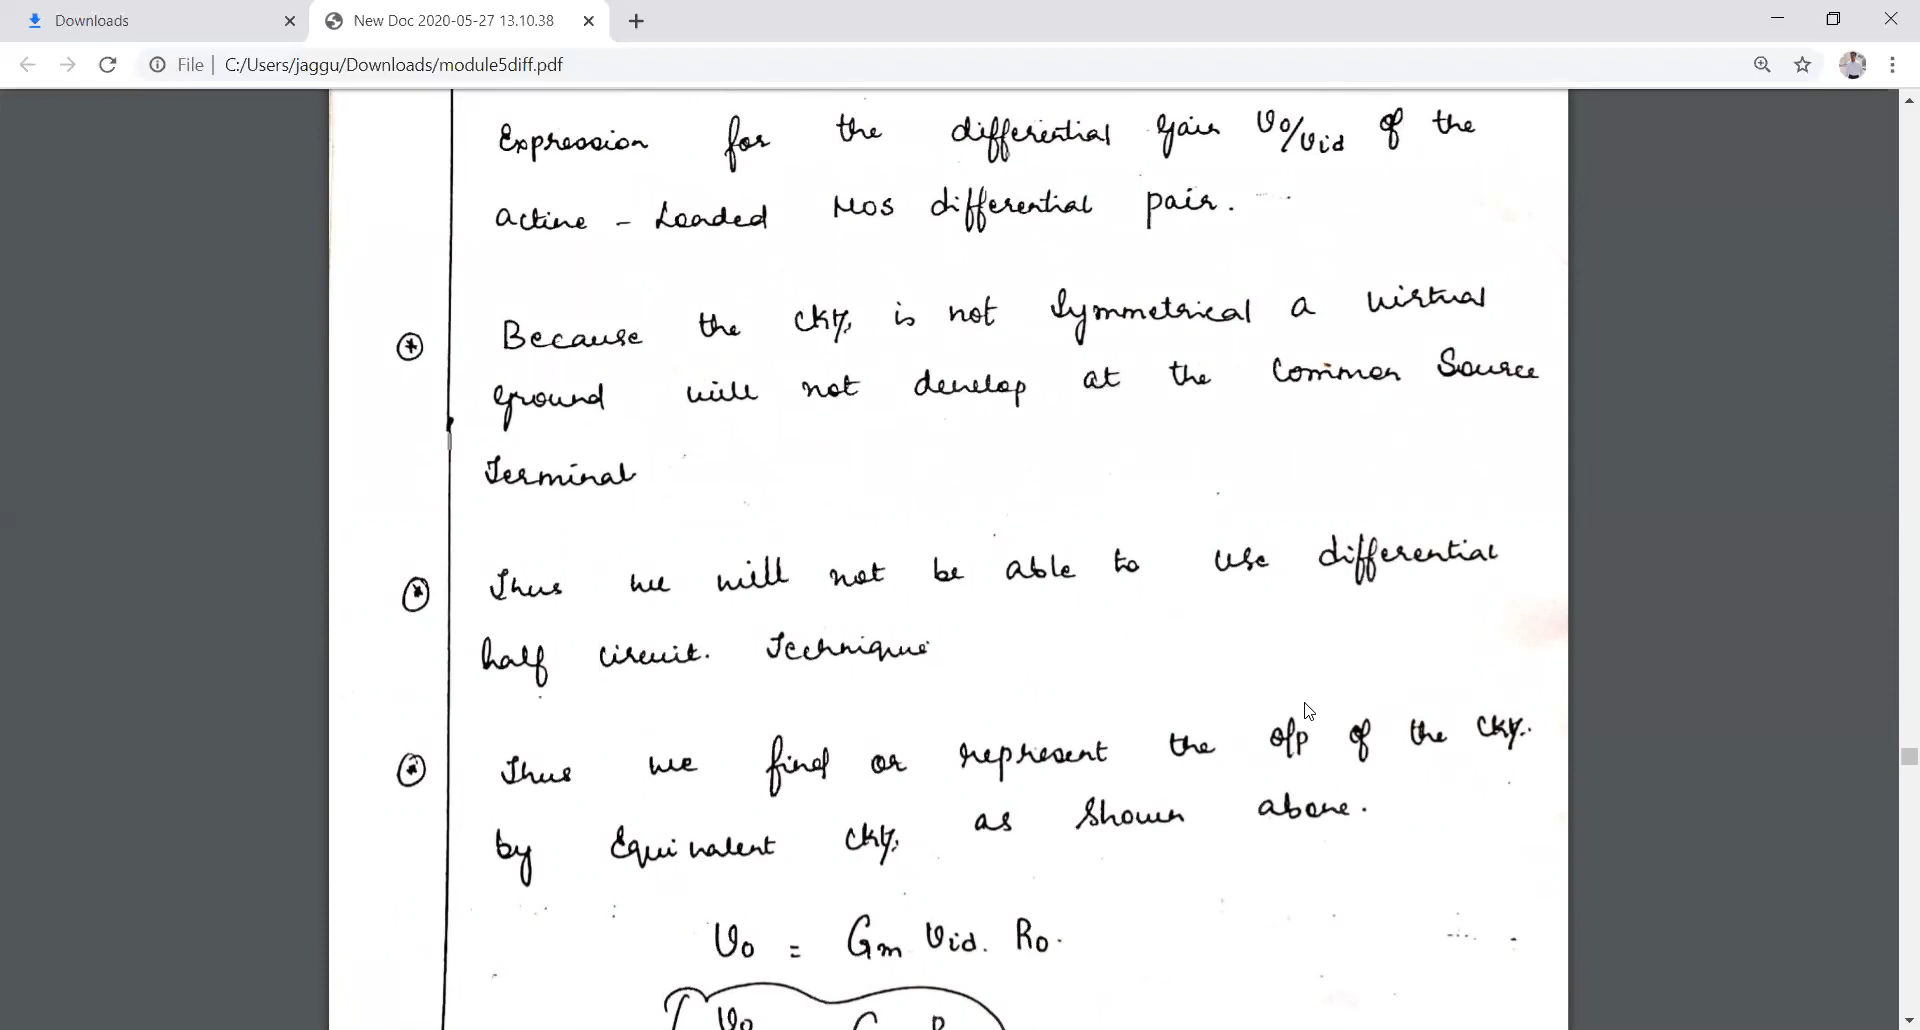 Downloads
New Doc 2020-05-27 13.10.38
File
C:/Users/jaggu/Downloads/module5diff.pdf
Expression for the differential gain Vo/Vid of the
active - Loaded MOS differential pair.
Because the ckt, is not Symmetrical a virtual
ground will not develop at the Common Source
Terminal
Thus we will not be able to use differential
half circuit. Technique
Thus we find or represent the o/p of the ckt.
by Equivalent ckt, as Shown above.
Vo = Gm Vid. Ro.
Vo